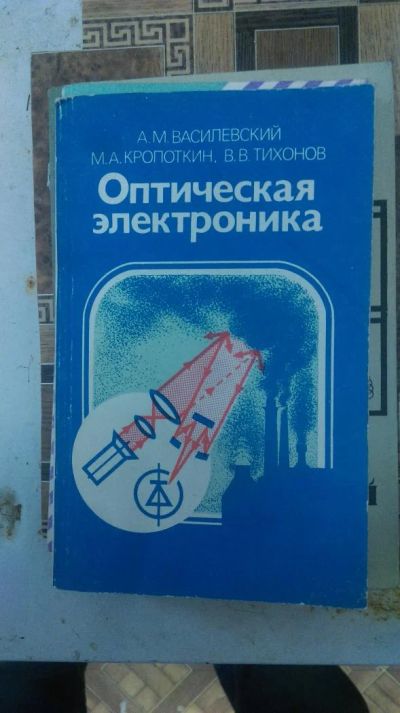 А.М.ВАСИЛЕВСКИЙ
М.А.КРОПОТКИН, В.В.ТИХОНОВ
Оптическая
электроника